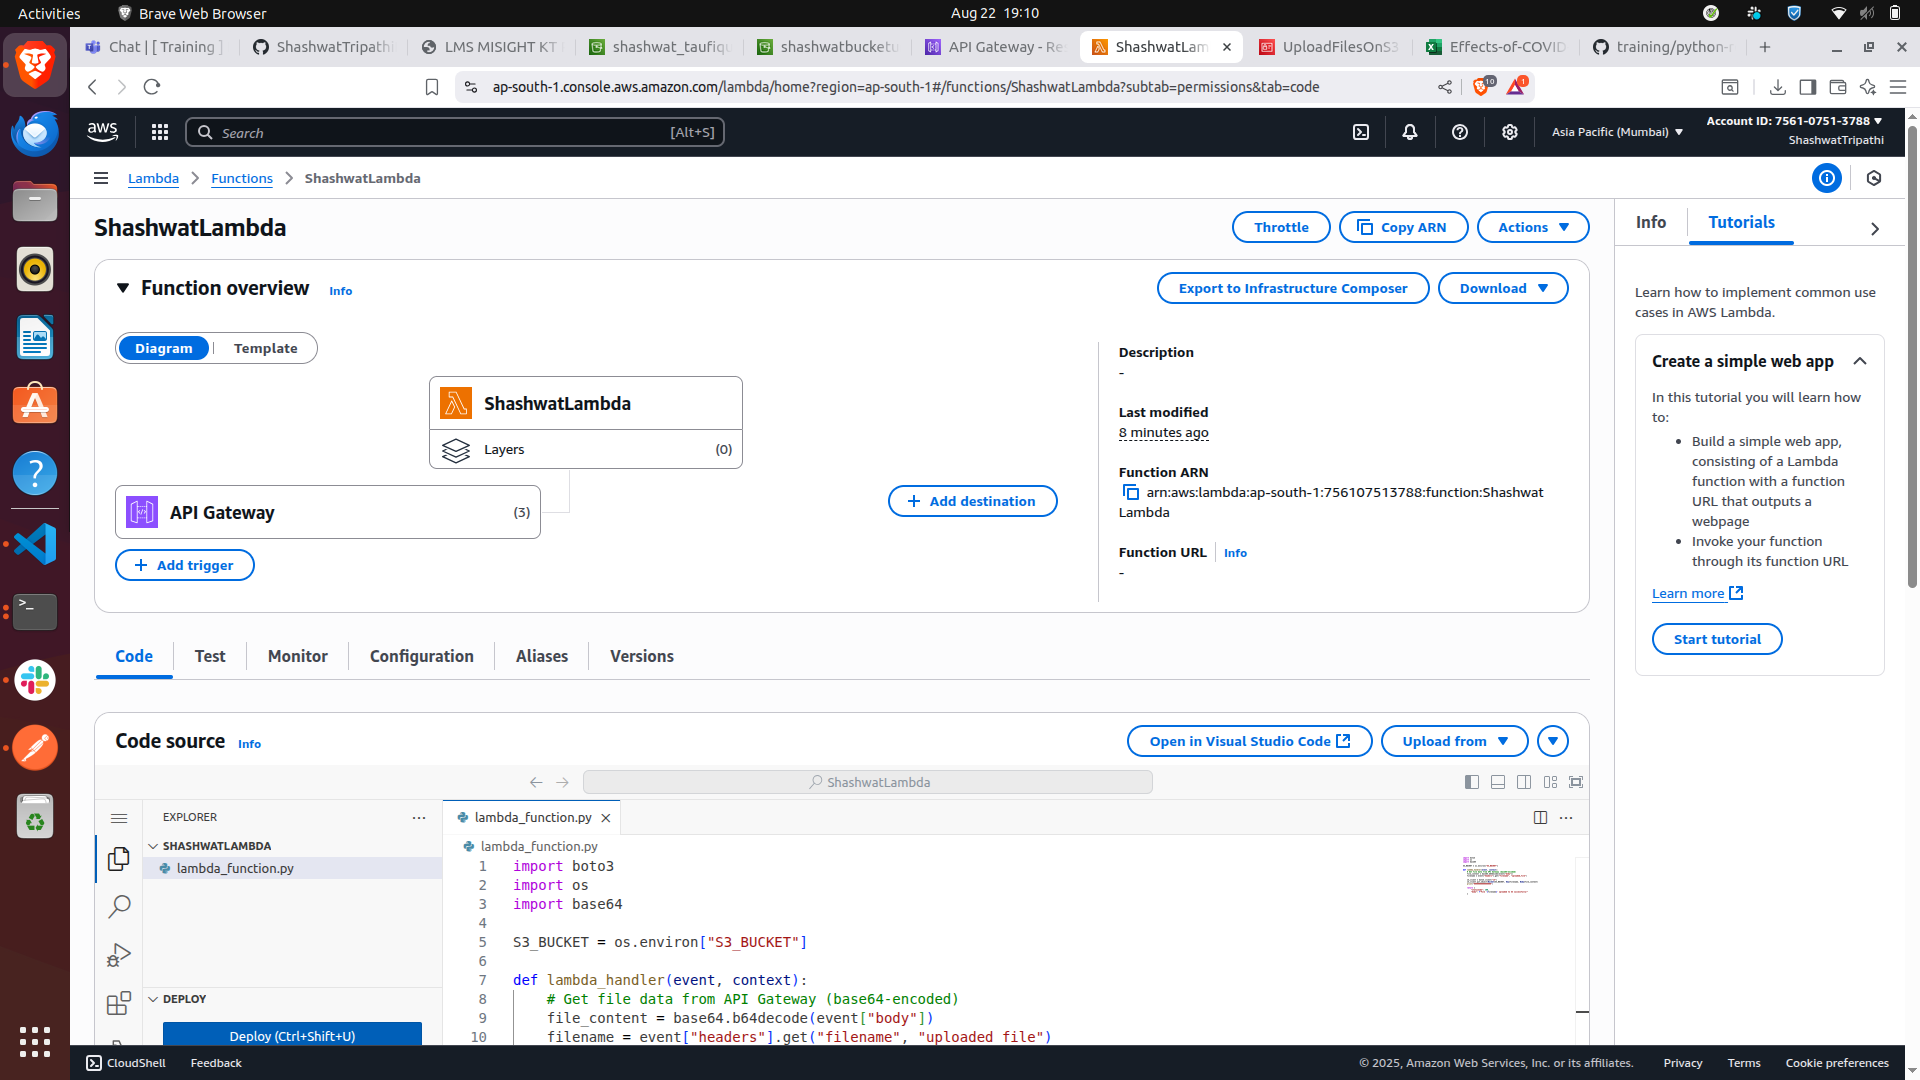 Activities
Brave Web Browser
Aug 22 19:10
Chat | [ Training ]
ShashwatTripathi
LMS MISIGHT KT
shashwat_taufiqu
shashwatbucketu
API Gateway - Re
ShashwatLam
UploadFilesOnS3
Effects-of-COVID
training/python-r
ap-south-1.console.aws.amazon.com/lambda/home?region=ap-south-1#/functions/ShashwatLambda?subtab=permissions&tab=code
10
1
aws
Search
[Alt+S]
Asia Pacific (Mumbai)
Account ID: 7561-0751-3788
ShashwatTripathi
Lambda
Functions
ShashwatLambda
ShashwatLambda
Throttle
Copy ARN
Actions
Info
Tutorials
Function overview
Info
Export to Infrastructure Composer
Download
Diagram
Template
ShashwatLambda
Layers
(0)
API Gateway
(3)
Add trigger
Add destination
Description
-
Last modified
8 minutes ago
Function ARN
arn:aws:lambda:ap-south-1:756107513788:function:Shashwat
Lambda
Function URL
Info
-
Learn how to implement common use
cases in AWS Lambda.
Create a simple web app
In this tutorial you will learn how
to:
• Build a simple web app,
consisting of a Lambda
function with a function
URL that outputs a
webpage
• Invoke your function
through its function URL
Learn more
Start tutorial
Code
Test
Monitor
Configuration
Aliases
Versions
Code source
Info
Open in Visual Studio Code
Upload from
ShashwatLambda
EXPLORER
SHASHWATLAMBDA
lambda_function.py
DEPLOY
Deploy (Ctrl+Shift+U)
lambda_function.py
lambda_function.py
1 import boto3
2 import os
3 import base64
4
5 S3_BUCKET = os.environ["S3_BUCKET"]
6
7 def lambda_handler(event, context):
8 # Get file data from API Gateway (base64-encoded)
9 file_content = base64.b64decode(event["body"])
10 filename = event["headers"].get("filename", "uploaded_file")
CloudShell
Feedback
© 2025, Amazon Web Services, Inc. or its affiliates.
Privacy
Terms
Cookie preferences